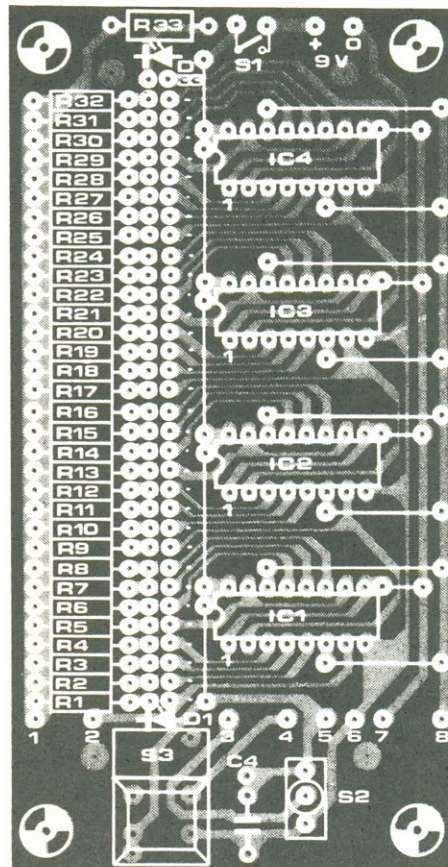 R33
S1
+ 0
9V
D33
R32
R31
R30
R29
R28
R27
R26
R25
R24
R23
R22
R21
R20
R19
R18
R17
R16
R15
R14
R13
R12
R11
R10
R9
R8
R7
R6
R5
R4
R3
R2
R1
IC4
1
IC3
1
IC2
1
IC1
1
D1
1 2 3 4 5 6 7 8
S3
C4
S2